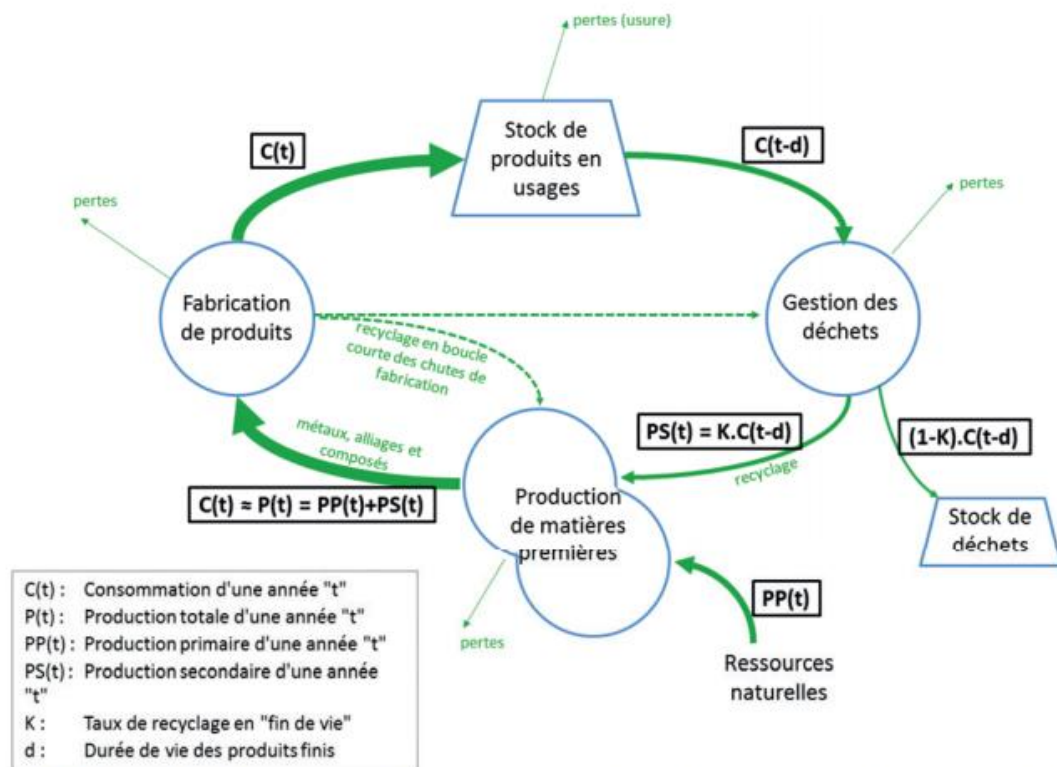 pertes (usure)
Stock de
produits en
usages
C(t)
C(t-d)
pertes
pertes
Fabrication
de produits
Gestion des
déchets
recyclage en boucle
courte des chutes de
fabrication
métaux, alliages et
composés
PS(t) = K.C(t-d)
recyclage
(1-K).C(t-d)
C(t) ≈ P(t) = PP(t)+PS(t)
Production
de matières
premières
Stock de
déchets
PP(t)
pertes
Ressources
naturelles
C(t) : Consommation d'une année "t"
P(t) : Production totale d'une année "t"
PP(t) : Production primaire d'une année "t"
PS(t) : Production secondaire d'une année
"t"
K : Taux de recyclage en "fin de vie"
d : Durée de vie des produits finis